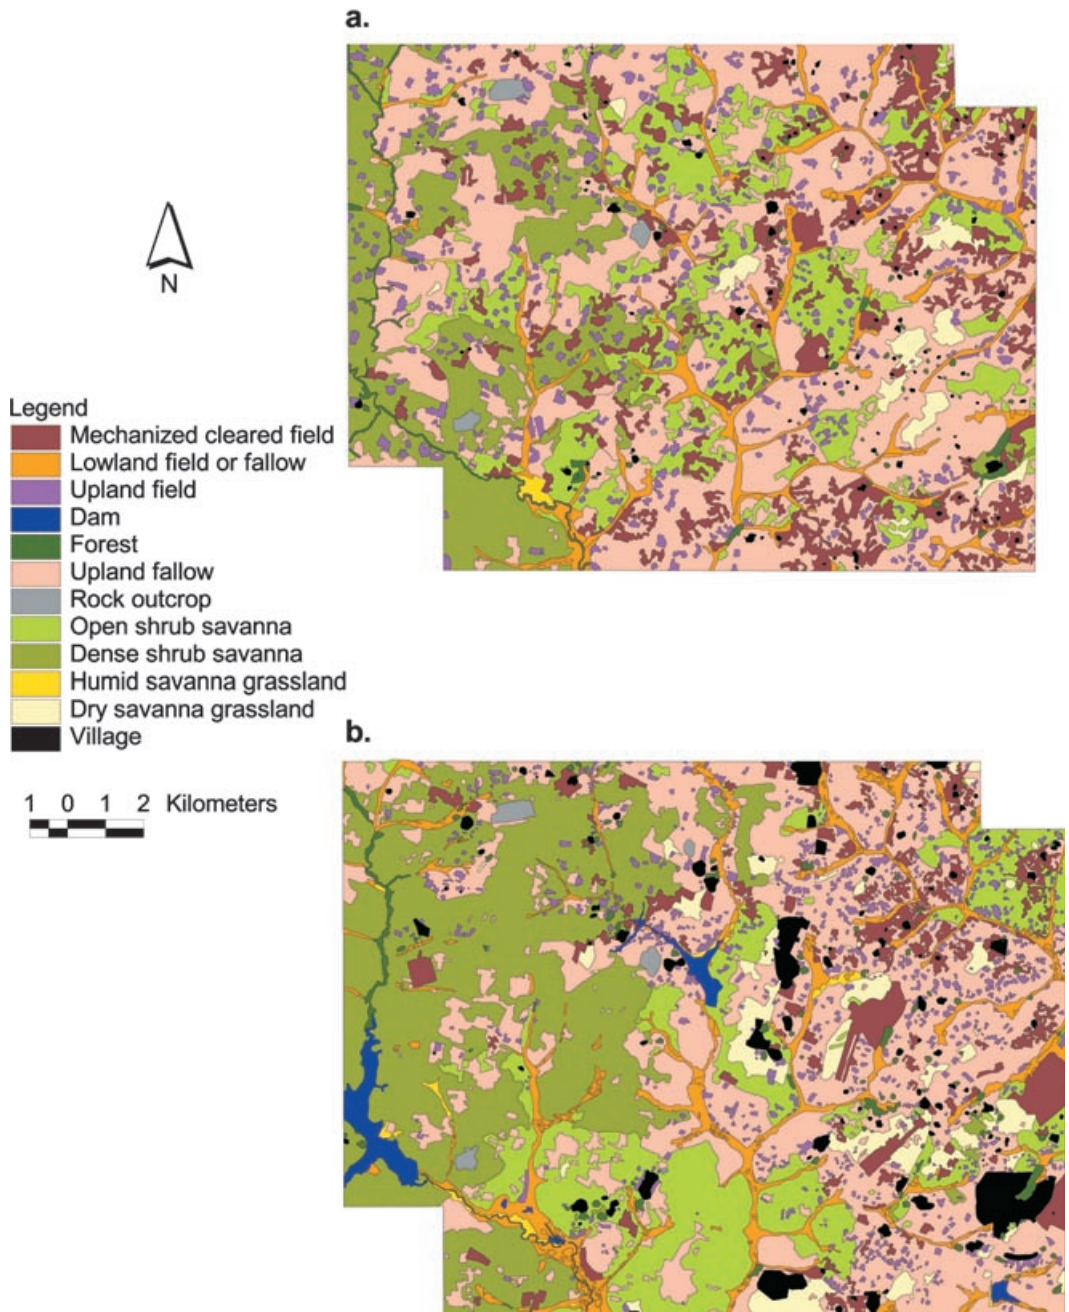 a.
N
Legend
Mechanized cleared field
Lowland field or fallow
Upland field
Dam
Forest
Upland fallow
Rock outcrop
Open shrub savanna
Dense shrub savanna
Humid savanna grassland
Dry savanna grassland
Village
b.
1 0 1 2 Kilometers